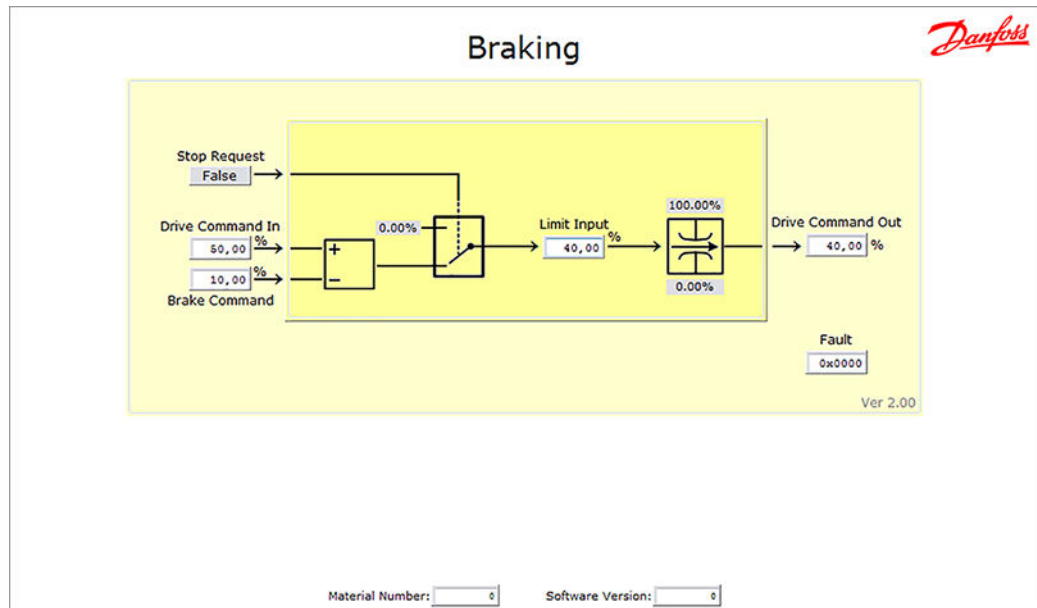 Braking
Danfoss
Stop Request
False
Drive Command In
50,00 %
10,00 %
Brake Command
+
−
0.00%
Limit Input
40,00 %
100.00%
0.00%
Drive Command Out
40,00 %
Fault
0x0000
Ver 2.00
Material Number: 0 Software Version: 0